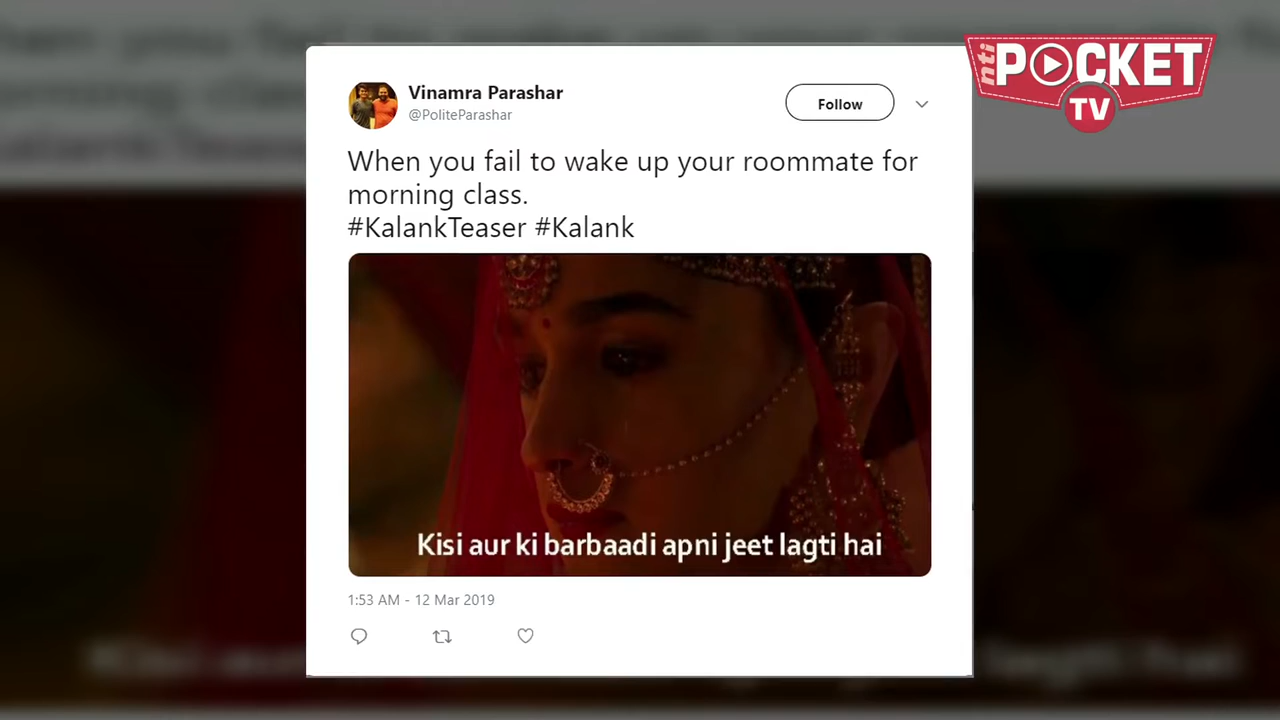 nti
POCKET
TV
Vinamra Parashar
@PoliteParashar
Follow
When you fail to wake up your roommate for
morning class.
#KalankTeaser #Kalank
Kisi aur ki barbaadi apni jeet lagti hai
1:53 AM - 12 Mar 2019